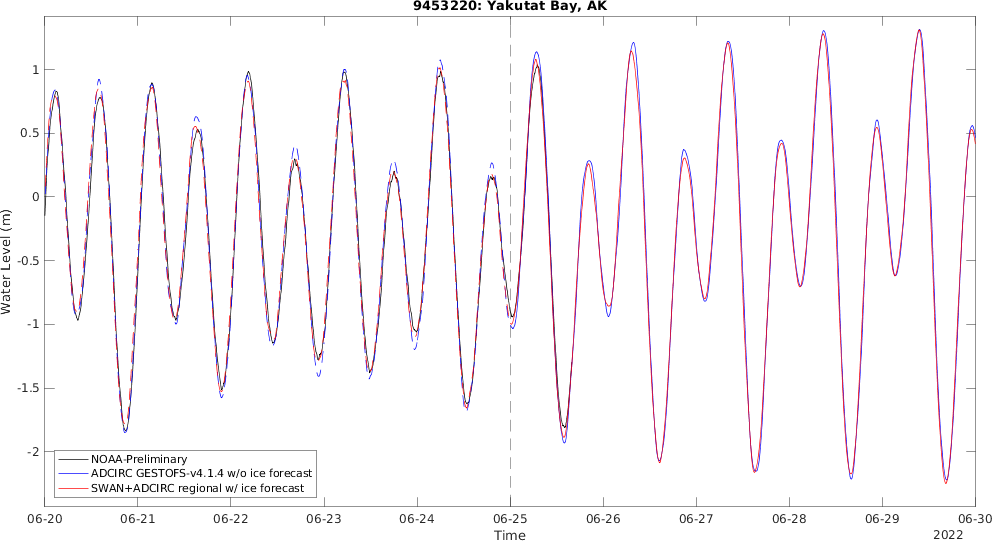 9453220: Yakutat Bay, AK
Water Level (m)
1
0.5
0
-0.5
-1
-1.5
-2
NOAA-Preliminary
ADCIRC GESTOFS-v4.1.4 w/o ice forecast
SWAN+ADCIRC regional w/ ice forecast
06-20 06-21 06-22 06-23 06-24 06-25 06-26 06-27 06-28 06-29 06-30
Time
2022